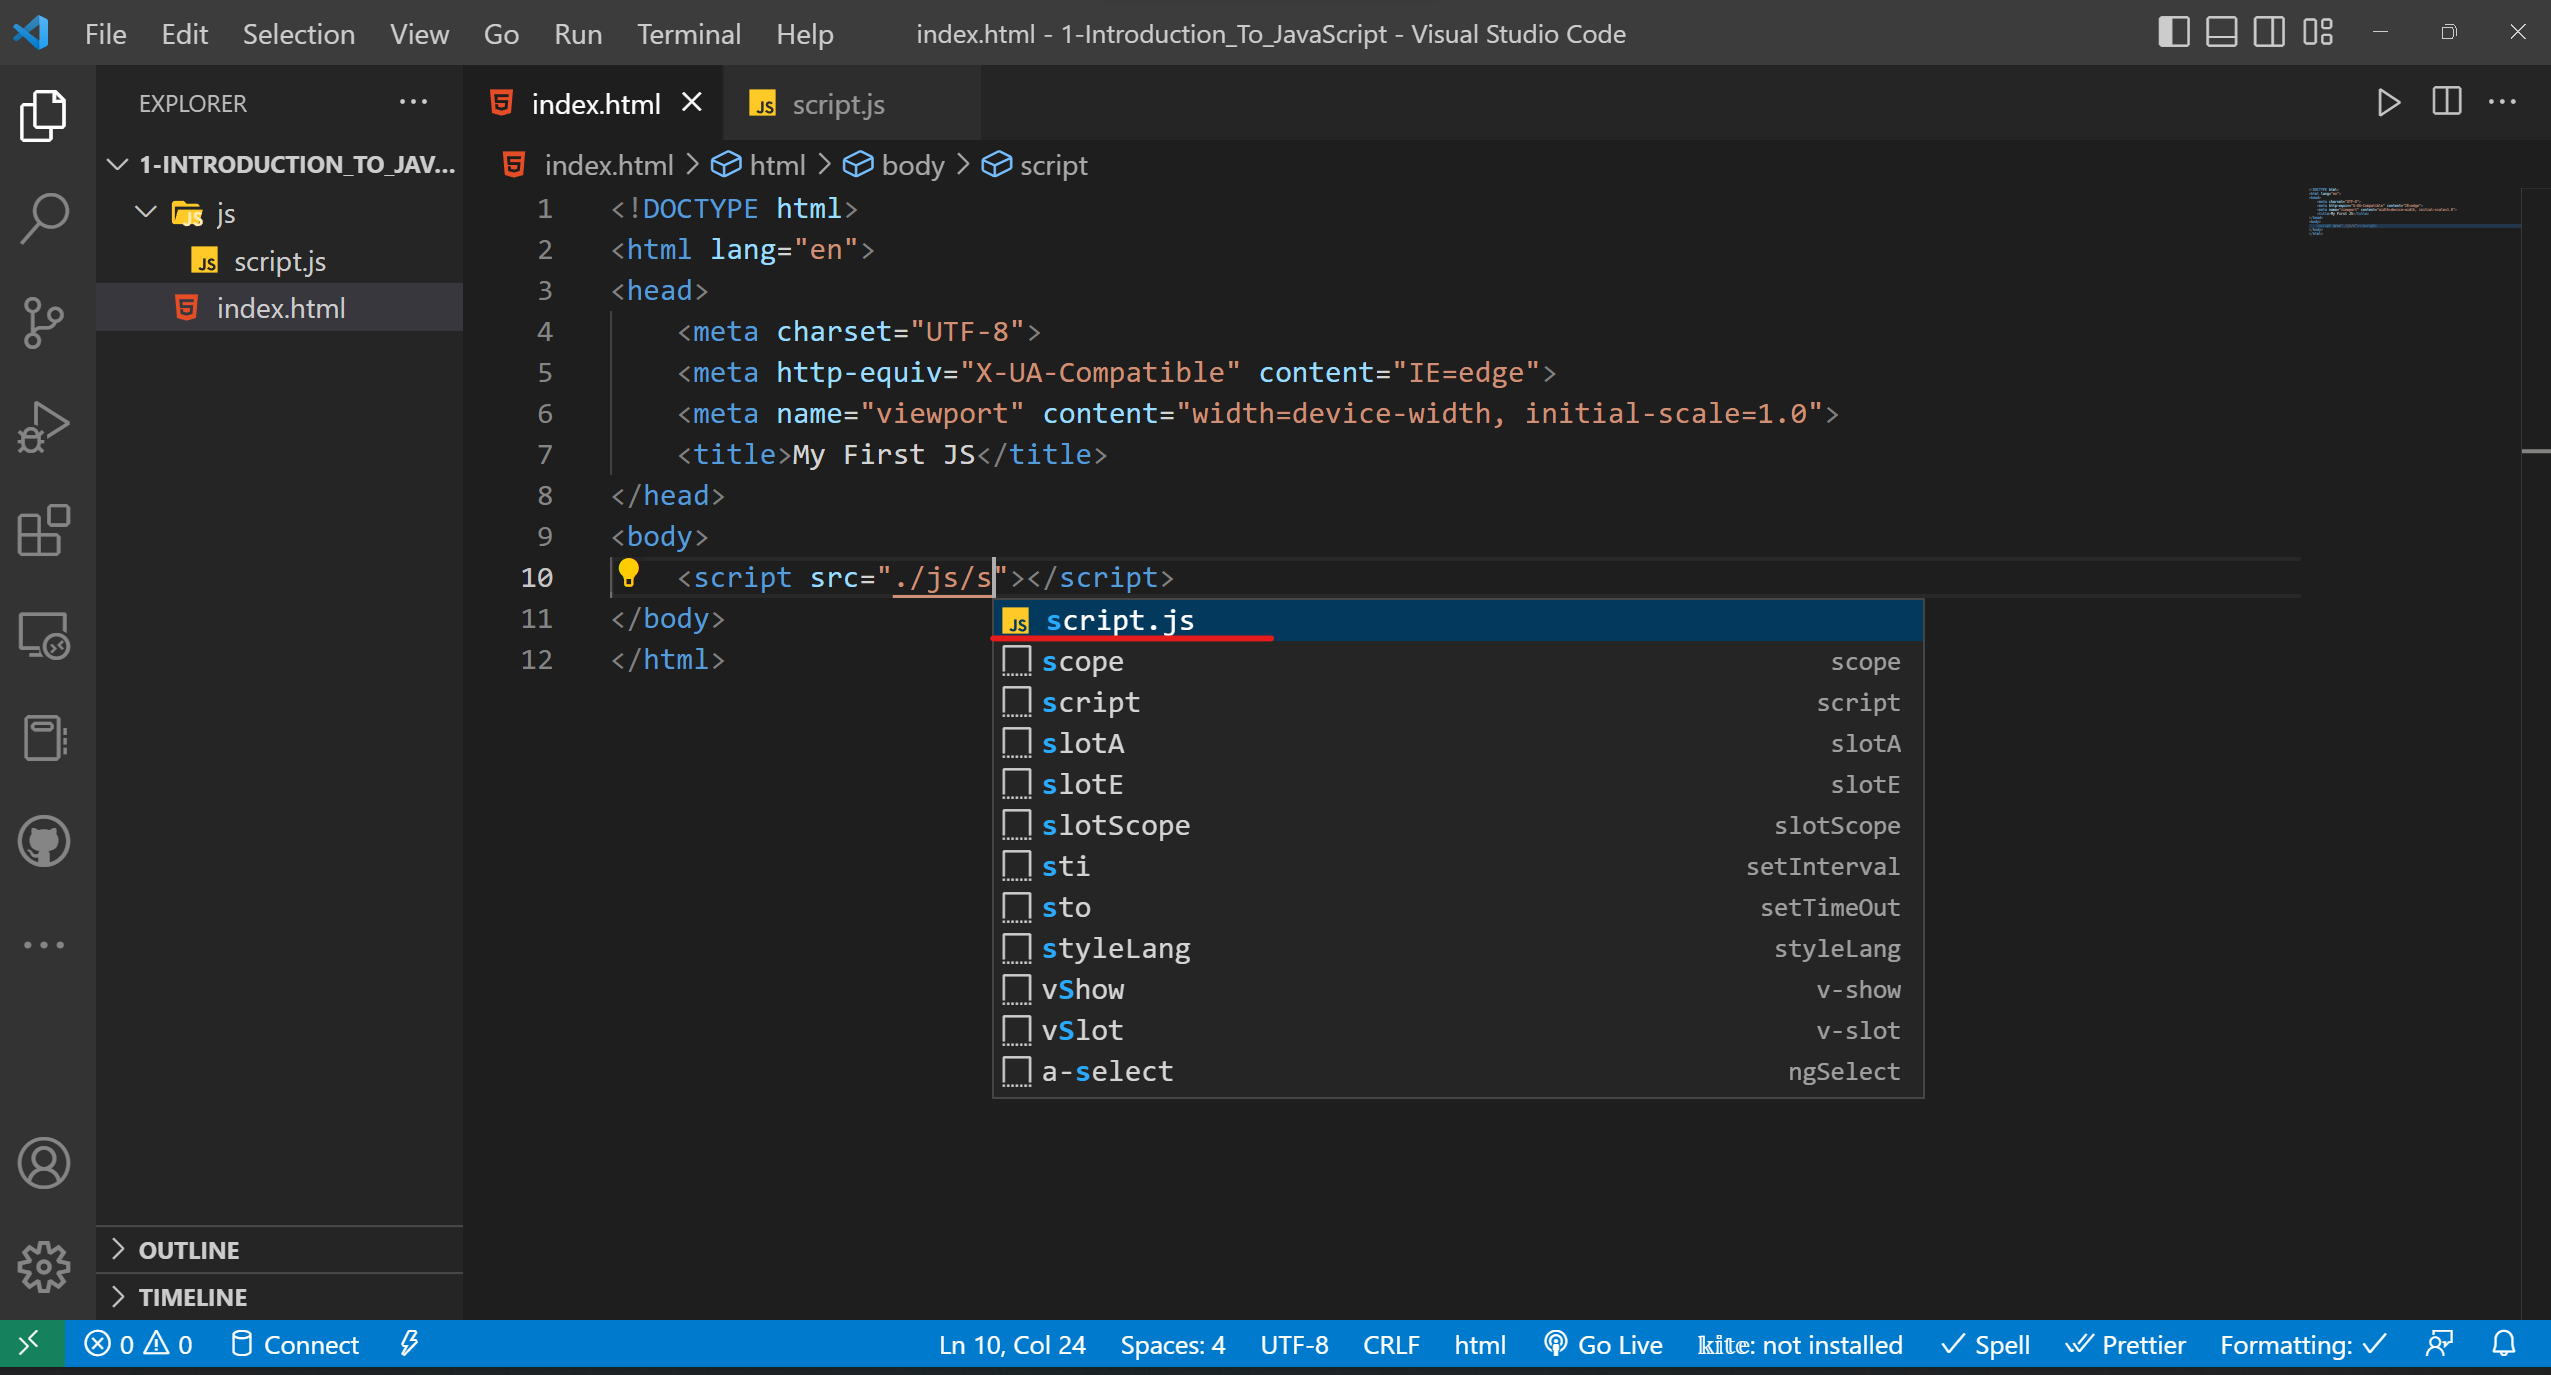 File Edit Selection View Go Run Terminal Help index.html - 1-Introduction_To_JavaScript - Visual Studio Code
EXPLORER
1-INTRODUCTION_TO_JAV...
js
script.js
index.html
OUTLINE
TIMELINE
index.html script.js
index.html > html > body > script
1 <!DOCTYPE html>
2 <html lang="en">
3 <head>
4 <meta charset="UTF-8">
5 <meta http-equiv="X-UA-Compatible" content="IE=edge">
6 <meta name="viewport" content="width=device-width, initial-scale=1.0">
7 <title>My First JS</title>
8 </head>
9 <body>
10 <script src="./js/s"></script>
11 </body>
12 </html>
script.js
scope scope
script script
slotA slotA
slotE slotE
slotScope slotScope
sti setInterval
sto setTimeOut
styleLang styleLang
vShow v-show
vSlot v-slot
a-select ngSelect
0 0 Connect Ln 10, Col 24 Spaces: 4 UTF-8 CRLF html Go Live kite: not installed Spell Prettier Formatting: